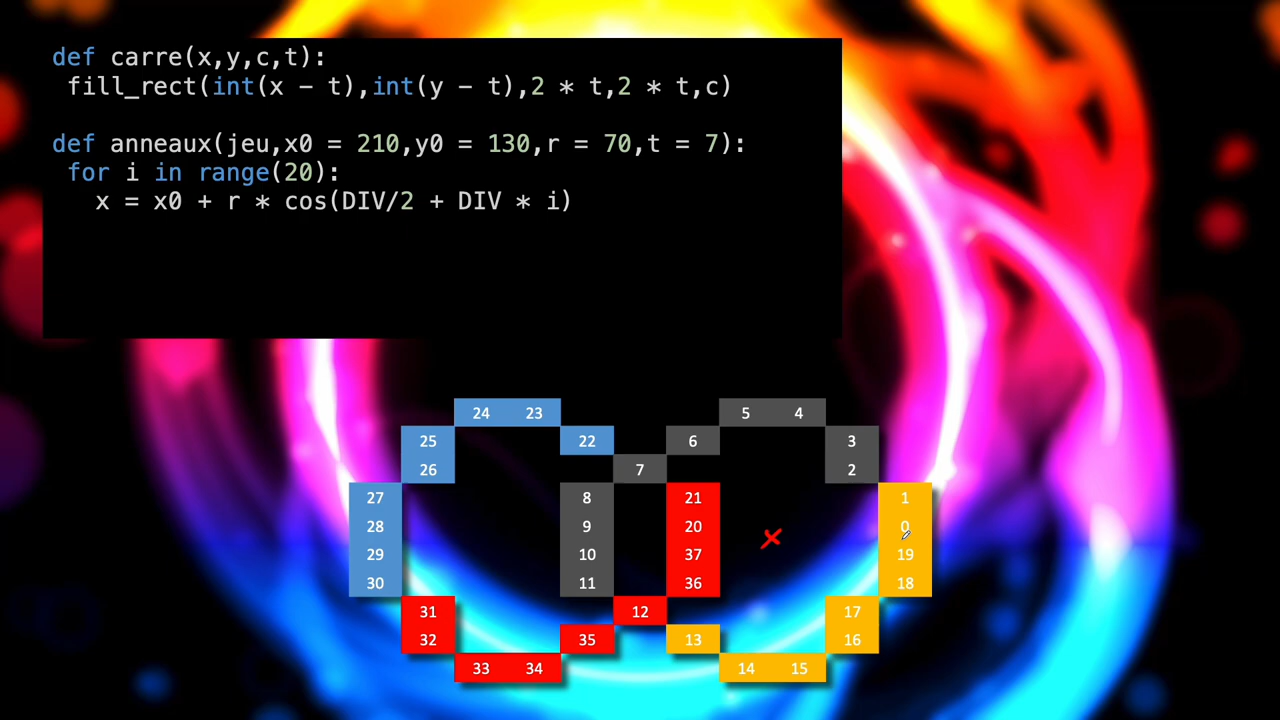 def carre(x,y,c,t):
fill_rect(int(x - t),int(y - t),2 * t,2 * t,c)
def anneaux(jeu,x0 = 210,y0 = 130,r = 70,t = 7):
for i in range(20):
x = x0 + r * cos(DIV/2 + DIV * i)
24 23 5 4
25 22 6 3
26 7 2
27 8 21 1
28 9 20 0
29 10 37 19
30 11 36 18
31 12 17
32 35 13 16
33 34 14 15